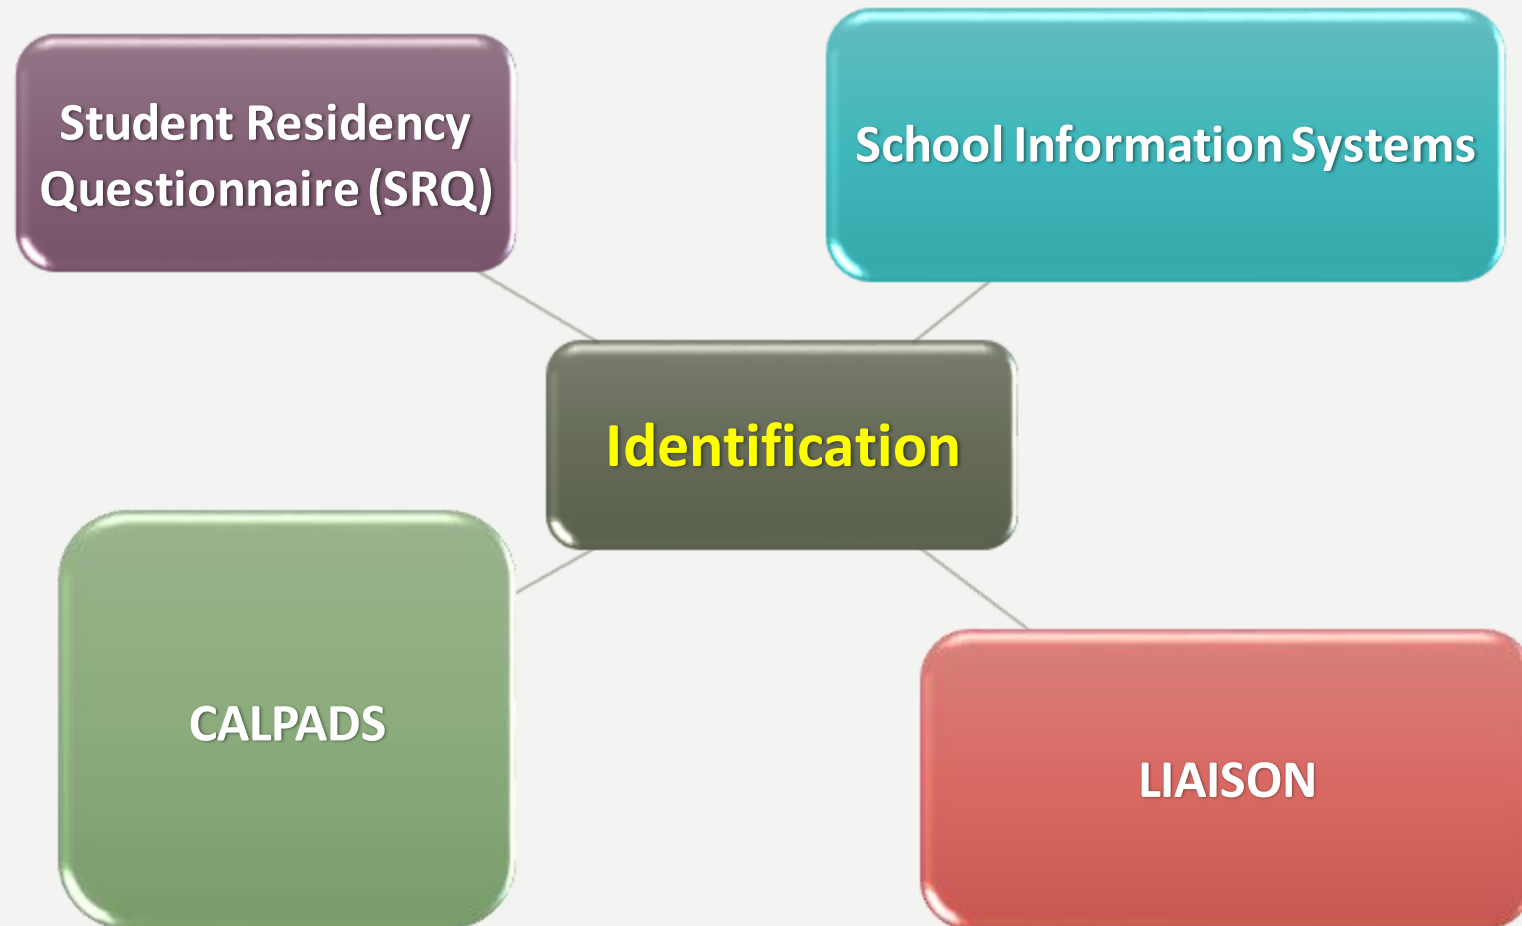 Student Residency
Questionnaire (SRQ)
School Information Systems
Identification
CALPADS
LIAISON